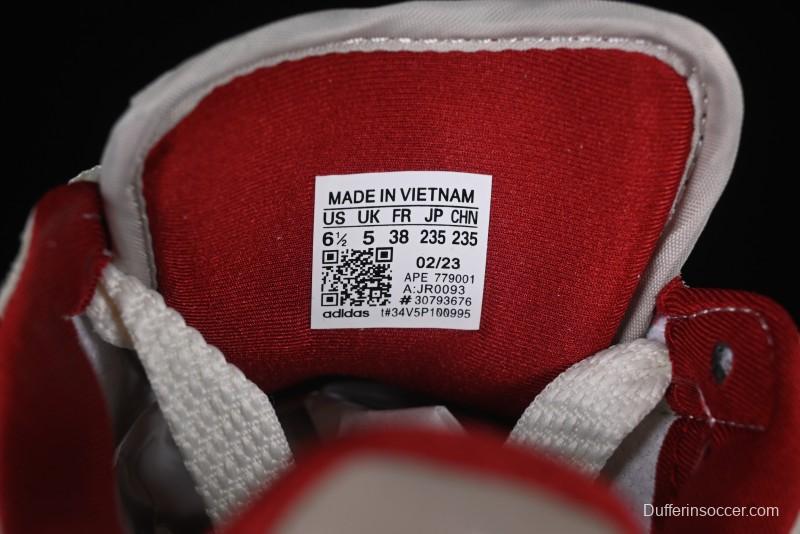 MADE IN VIETNAM
US UK FR JP CHN
6½ 5 38 235 235
02/23
APE 779001
A:JR0093
# 30793676
adidas t#34V5P100995
Dufferinsoccer.com